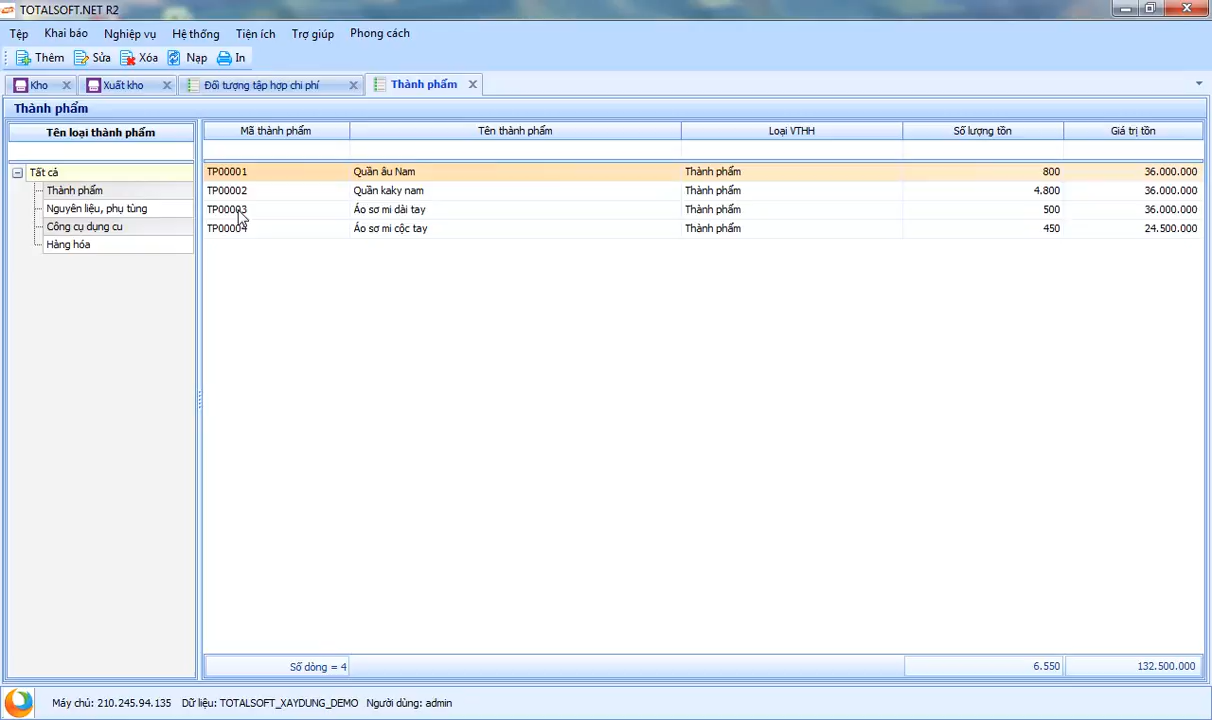 TOTALSOFT.NET R2
Tệp Khai báo Nghiệp vụ Hệ thống Tiện ích Trợ giúp Phong cách
Thêm Sửa Xóa Nạp In
Kho Xuất kho Đối tượng tập hợp chi phí Thành phẩm
Thành phẩm
Tên loại thành phẩm Mã thành phẩm Tên thành phẩm Loại VTHH Số lượng tồn Giá trị tồn
Tất cả TP00001 Quần âu Nam Thành phẩm 800 36.000.000
Thành phẩm TP00002 Quần kaky nam Thành phẩm 4.800 36.000.000
Nguyên liệu, phụ tùng TP00003 Áo sơ mi dài tay Thành phẩm 500 36.000.000
Công cụ dụng cu TP00004 Áo sơ mi cộc tay Thành phẩm 450 24.500.000
Hàng hóa
Số dòng = 4 6.550 132.500.000
Máy chủ: 210.245.94.135 Dữ liệu: TOTALSOFT_XAYDUNG_DEMO Người dùng: admin